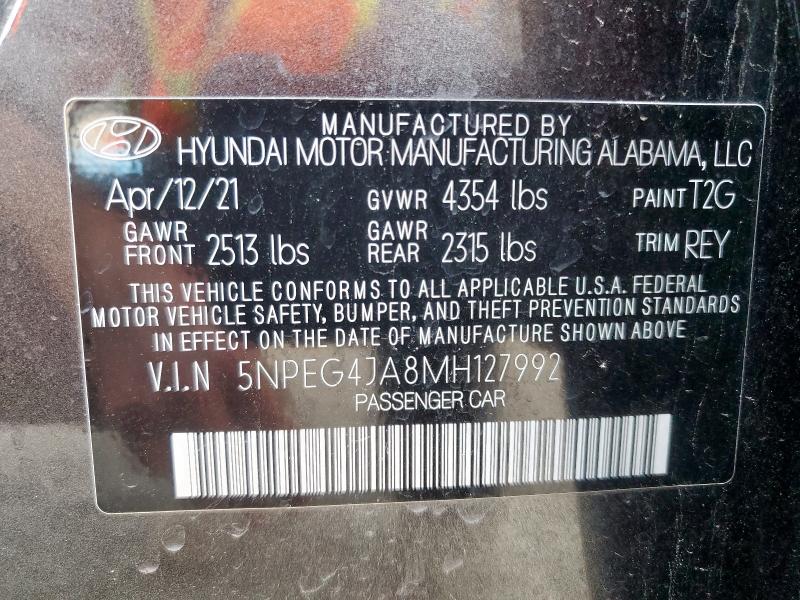 MANUFACTURED BY
HYUNDAI MOTOR MANUFACTURING ALABAMA, LLC
Apr/12/21 GVWR 4354 lbs PAINT T2G
GAWR FRONT 2513 lbs GAWR REAR 2315 lbs TRIM REY
THIS VEHICLE CONFORMS TO ALL APPLICABLE U.S.A. FEDERAL
MOTOR VEHICLE SAFETY, BUMPER, AND THEFT PREVENTION STANDARDS
IN EFFECT ON THE DATE OF MANUFACTURE SHOWN ABOVE
V.I.N 5NPEG4JA8MH127992
PASSENGER CAR